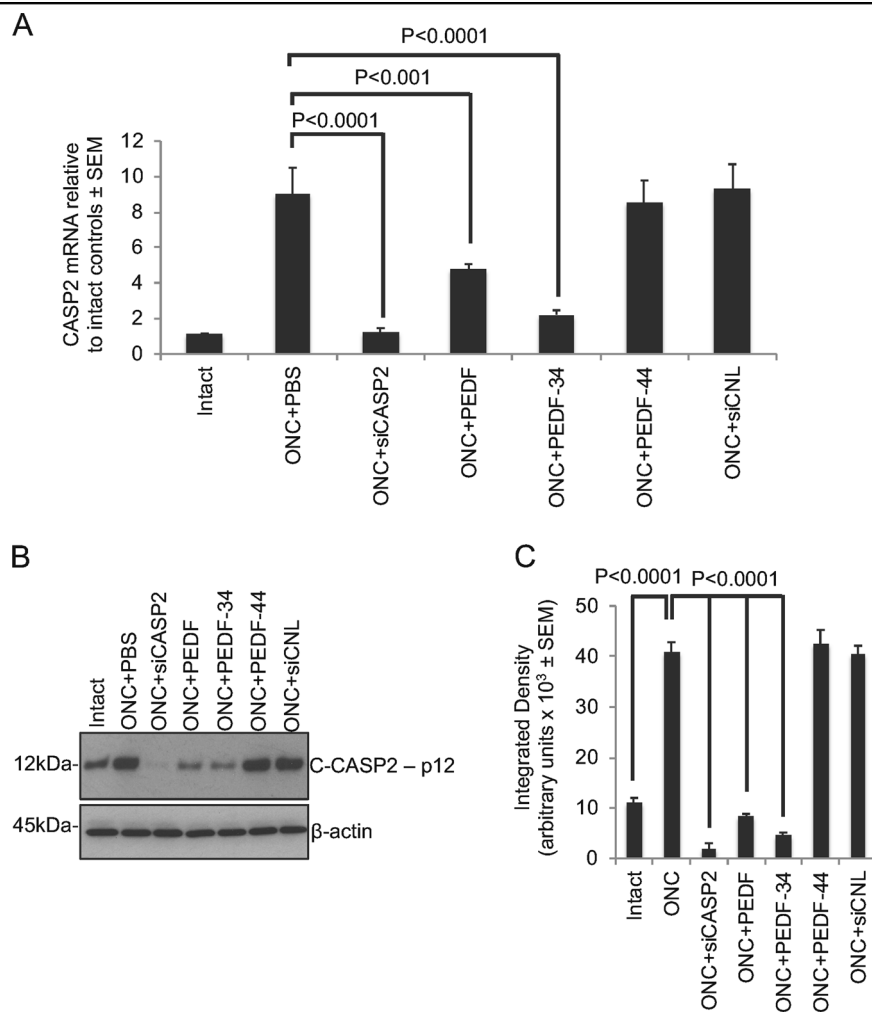 A
P<0.0001
P<0.001
P<0.0001
CASP2 mRNA relative
to intact controls ± SEM
12
10
8
6
4
2
0
Intact
ONC+PBS
ONC+siCASP2
ONC+PEDF
ONC+PEDF-34
ONC+PEDF-44
ONC+siCNL
B
Intact
ONC+PBS
ONC+siCASP2
ONC+PEDF
ONC+PEDF-34
ONC+PEDF-44
ONC+siCNL
12kDa-
C-CASP2 – p12
45kDa-
β-actin
C
P<0.0001
P<0.0001
Integrated Density
(arbitrary units x 10³ ± SEM)
50
40
30
20
10
0
Intact
ONC
ONC+siCASP2
ONC+PEDF
ONC+PEDF-34
ONC+PEDF-44
ONC+siCNL